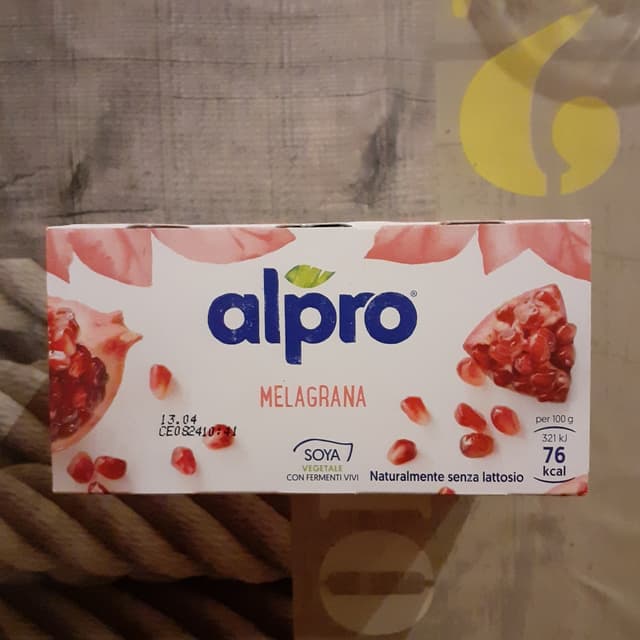 alpro®
MELAGRANA
13.04
CE082410:41
SOYA
VEGETALE
CON FERMENTI VIVI
Naturalmente senza lattosio
per 100 g
321 kJ
76
kcal